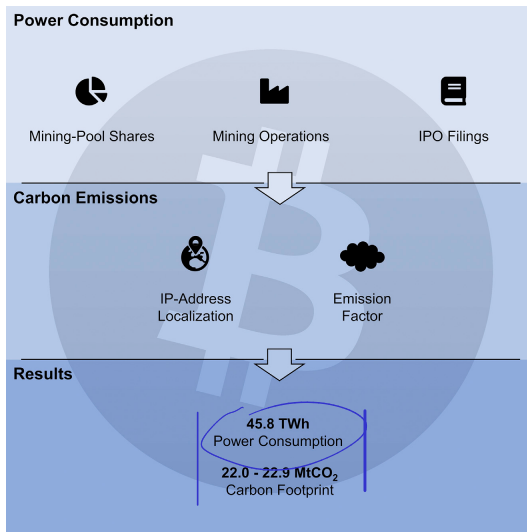 Power Consumption
Mining-Pool Shares
Mining Operations
IPO Filings
Carbon Emissions
IP-Address
Localization
Emission
Factor
Results
45.8 TWh
Power Consumption
22.0 - 22.9 MtCO₂
Carbon Footprint